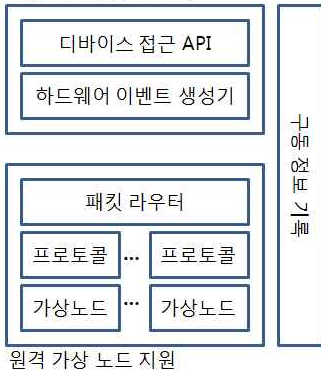 디바이스 접근 API
하드웨어 이벤트 생성기
구동 정보 기록
패킷 라우터
프로토콜 ... 프로토콜
가상노드 ... 가상노드
원격 가상 노드 지원